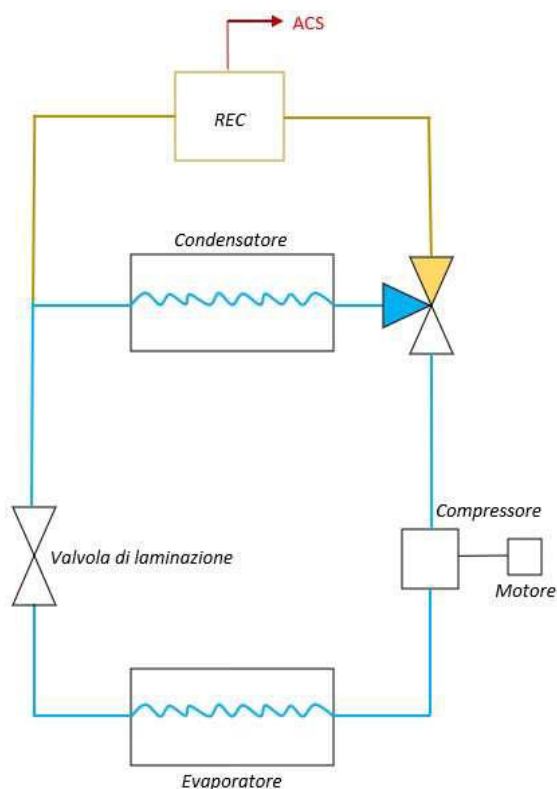 ACS
REC
Condensatore
Compressore
Valvola di laminazione
Motore
Evaporatore